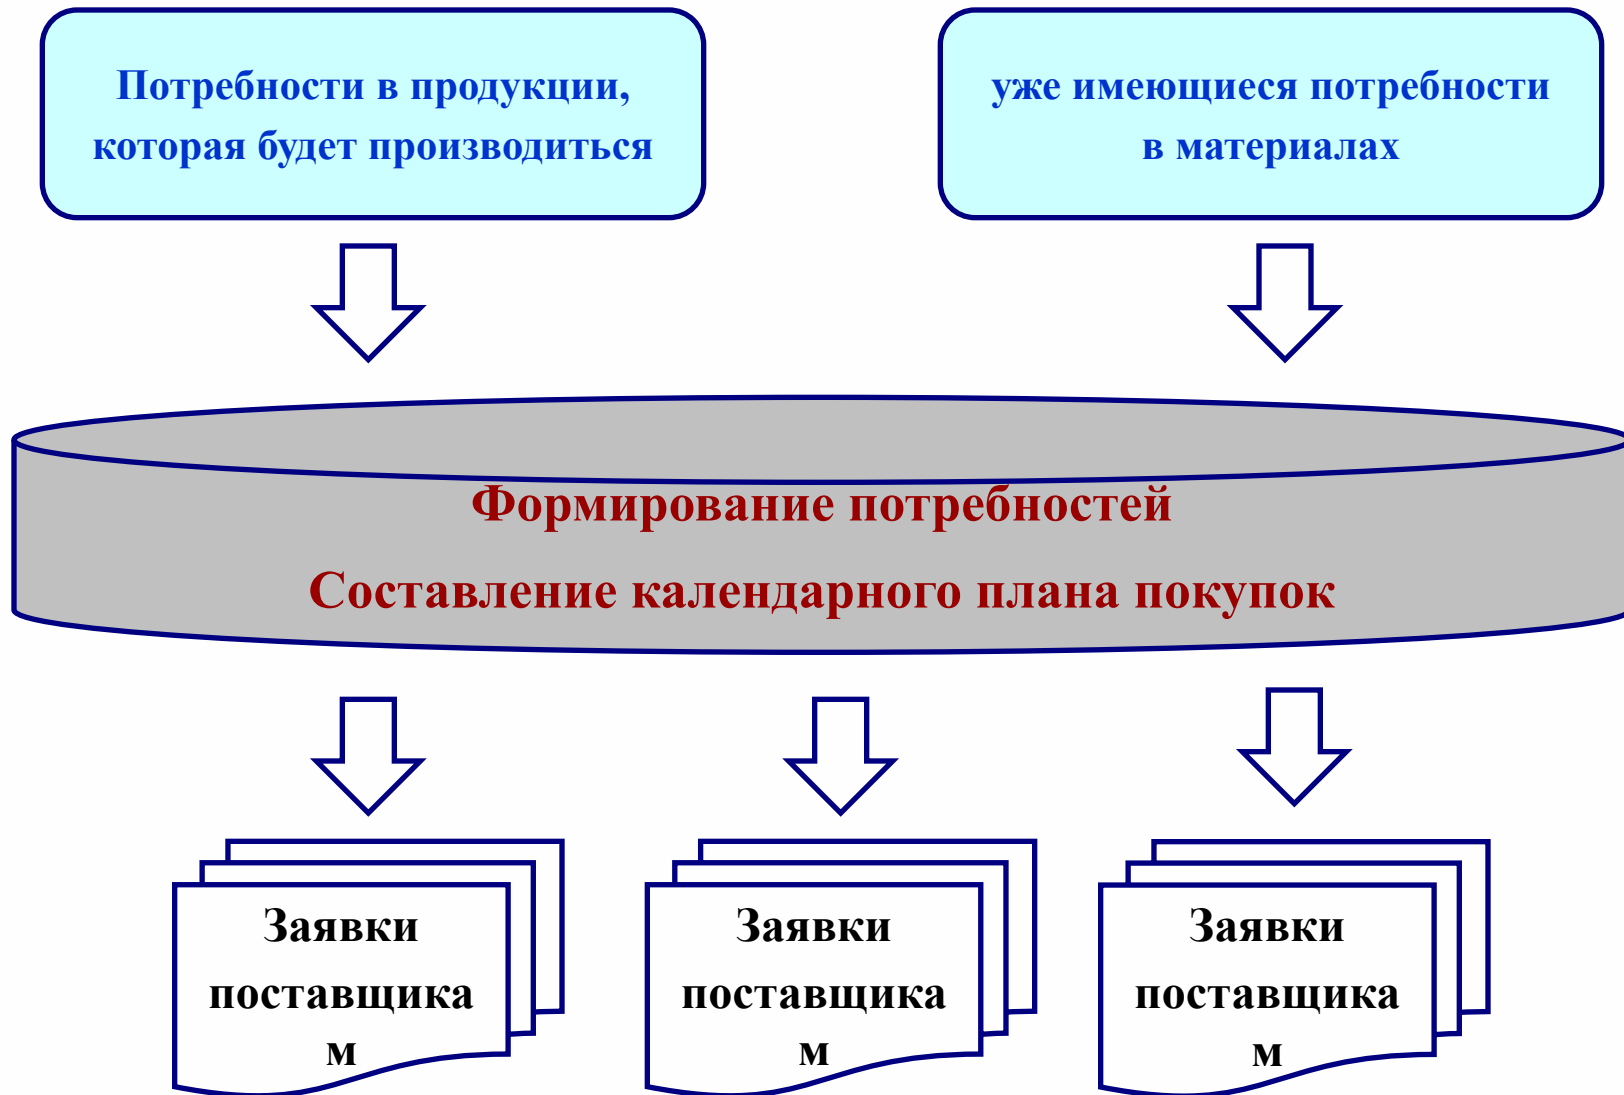 Потребности в продукции,
которая будет производиться
уже имеющиеся потребности
в материалах
Формирование потребностей
Составление календарного плана покупок
Заявки
поставщика
м
Заявки
поставщика
м
Заявки
поставщика
м